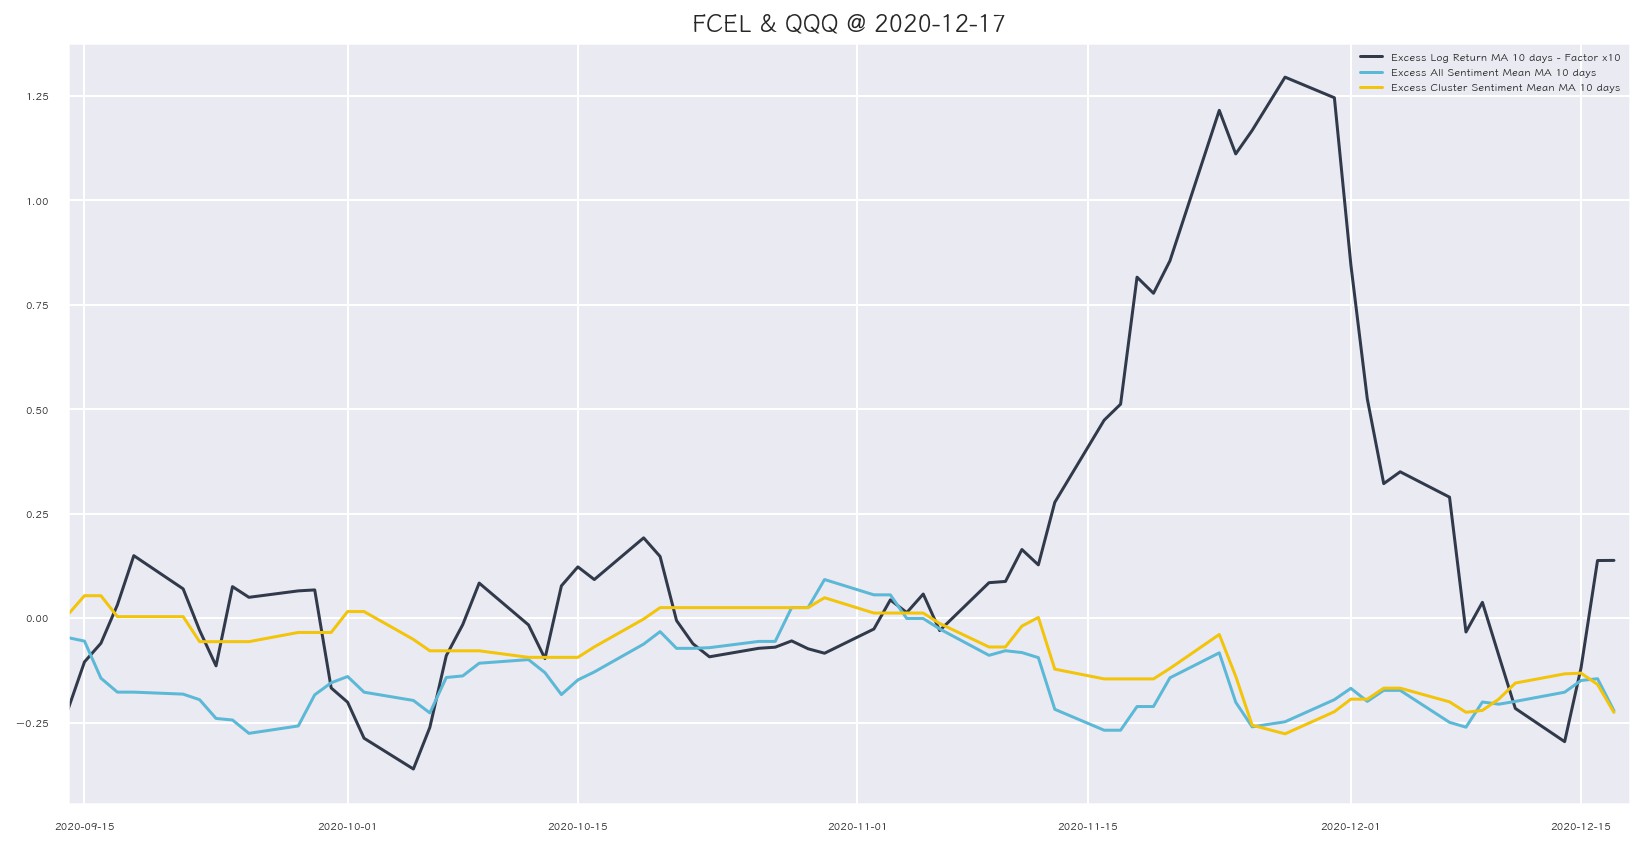 FCEL & QQQ @ 2020-12-17
Excess Log Return MA 10 days - Factor x10
Excess All Sentiment Mean MA 10 days
Excess Cluster Sentiment Mean MA 10 days
1.25
1.00
0.75
0.50
0.25
0.00
−0.25
2020-09-15 2020-10-01 2020-10-15 2020-11-01 2020-11-15 2020-12-01 2020-12-15